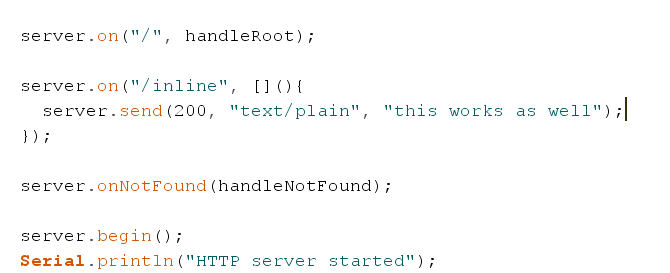 server.on("/", handleRoot);
server.on("/inline", [](){
  server.send(200, "text/plain", "this works as well");
});
server.onNotFound(handleNotFound);
server.begin();
Serial.println("HTTP server started");